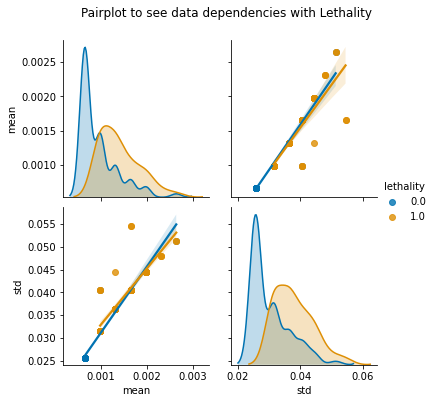 Pairplot to see data dependencies with Lethality
0.0025
0.0020
0.0015
0.0010
mean
lethality
0.0
1.0
0.055
0.050
0.045
0.040
0.035
0.030
0.025
std
0.001 0.002 0.003
mean
0.02 0.04 0.06
std